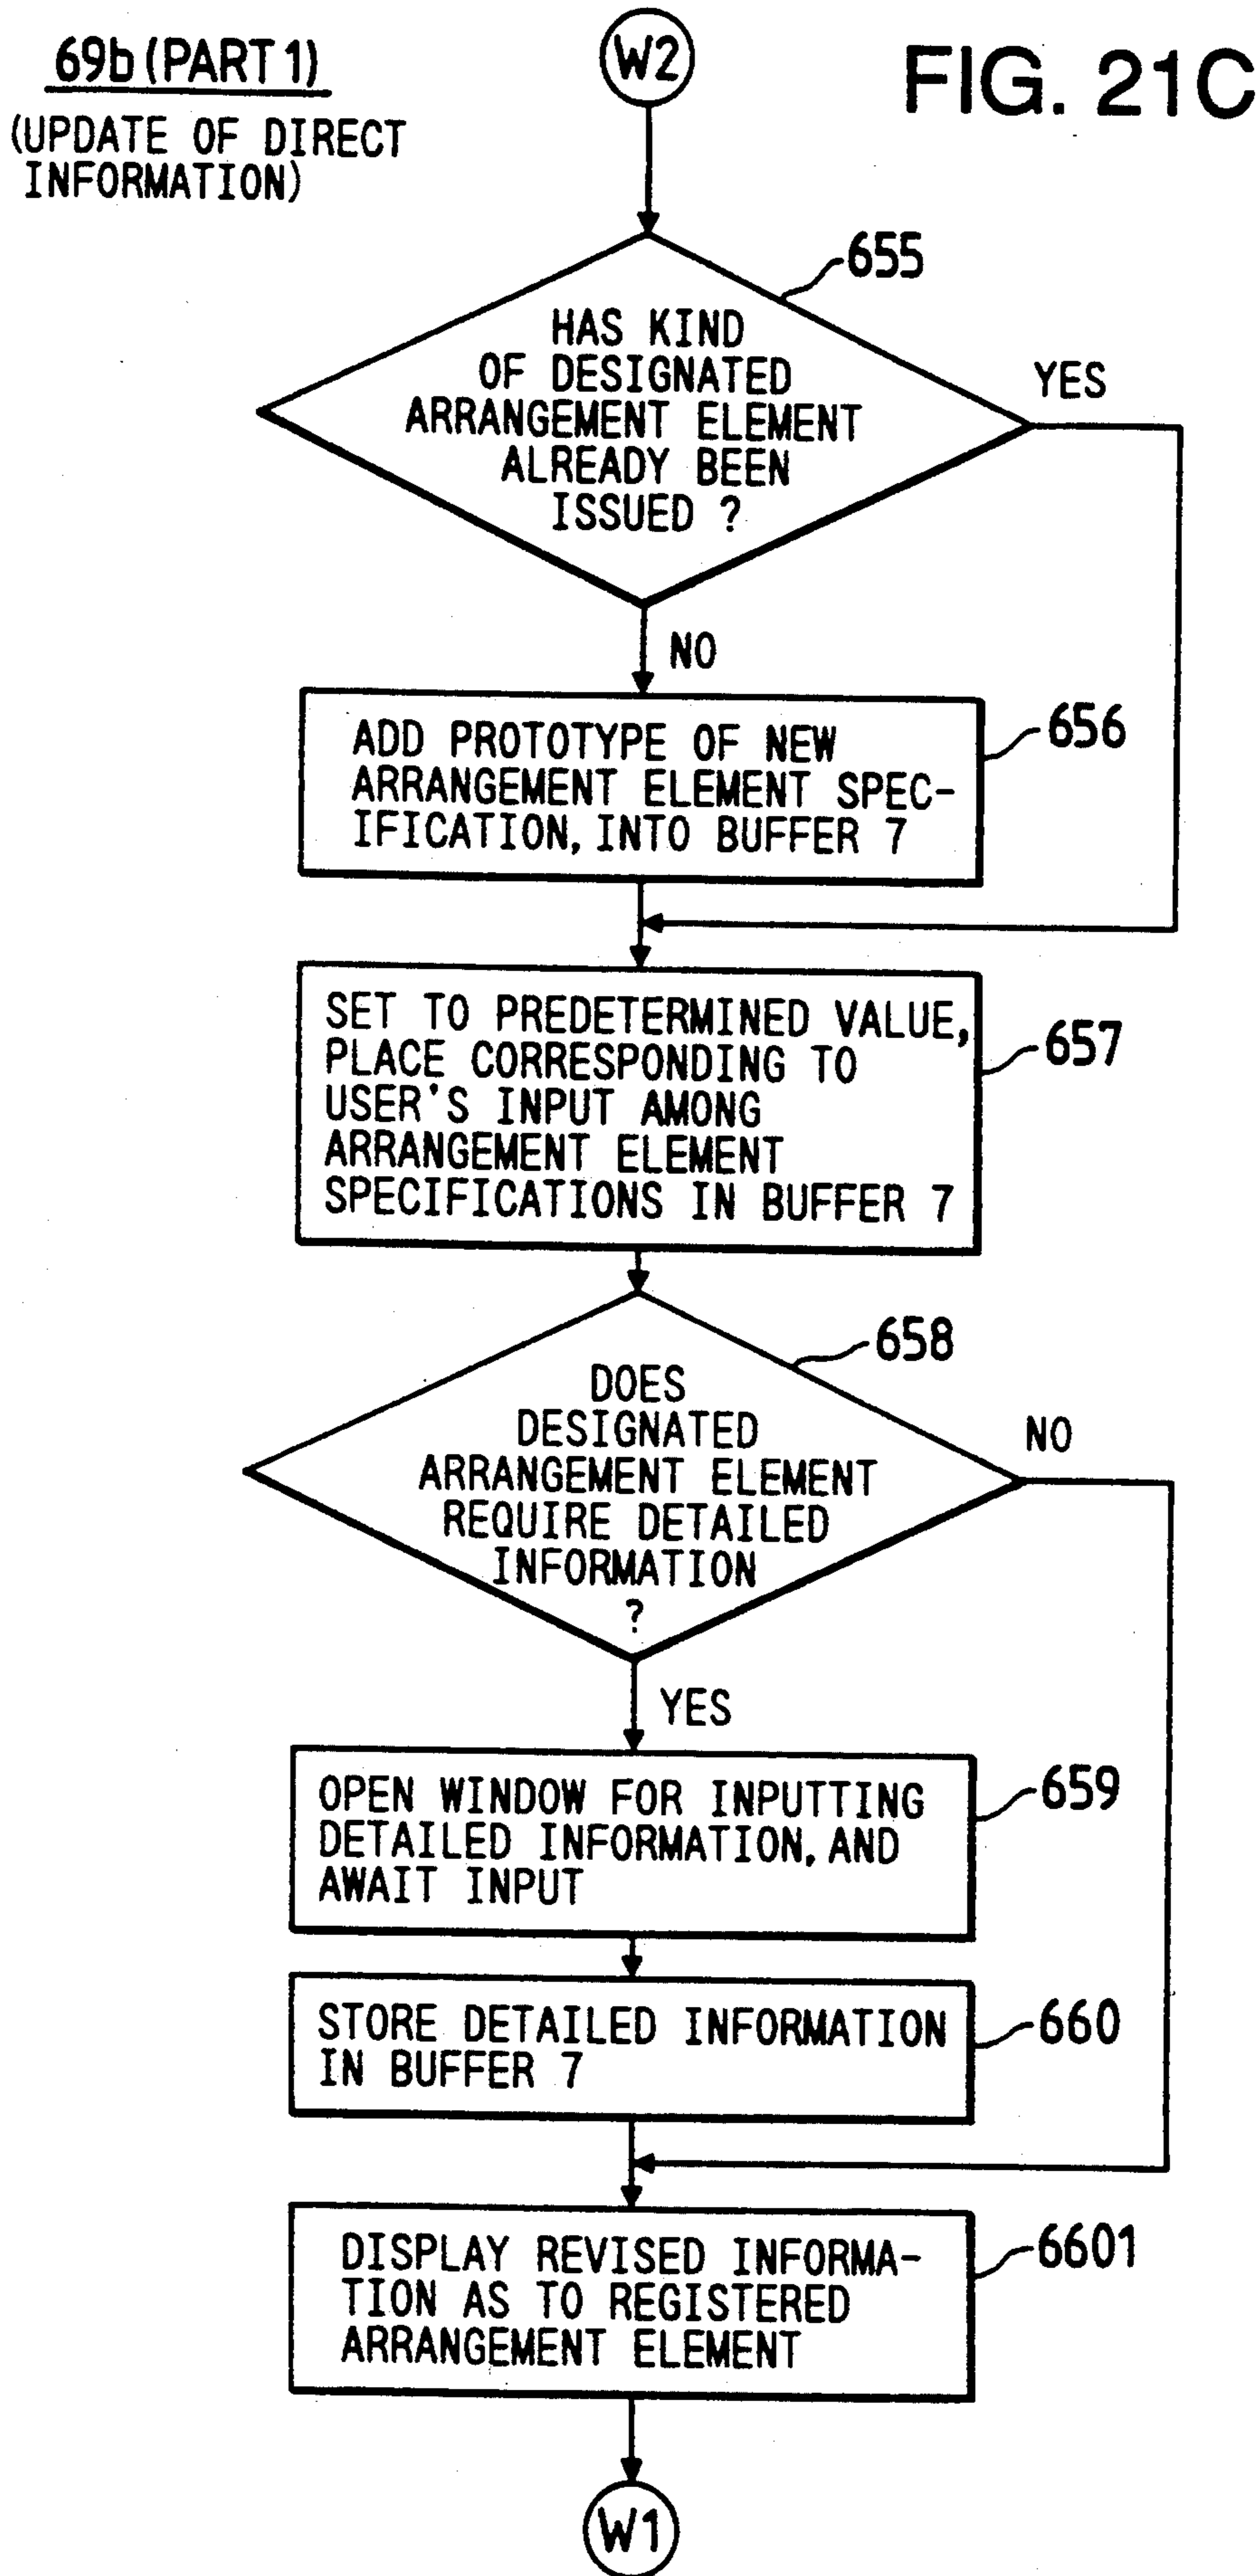 69b (PART 1)
(UPDATE OF DIRECT
INFORMATION)
W2
FIG. 21C
655
HAS KIND
OF DESIGNATED
ARRANGEMENT ELEMENT
ALREADY BEEN
ISSUED ?
YES
NO
656
ADD PROTOTYPE OF NEW
ARRANGEMENT ELEMENT SPEC-
IFICATION, INTO BUFFER 7
657
SET TO PREDETERMINED VALUE,
PLACE CORRESPONDING TO
USER'S INPUT AMONG
ARRANGEMENT ELEMENT
SPECIFICATIONS IN BUFFER 7
658
DOES
DESIGNATED
ARRANGEMENT ELEMENT
REQUIRE DETAILED
INFORMATION
?
NO
YES
659
OPEN WINDOW FOR INPUTTING
DETAILED INFORMATION, AND
AWAIT INPUT
660
STORE DETAILED INFORMATION
IN BUFFER 7
6601
DISPLAY REVISED INFORMA-
TION AS TO REGISTERED
ARRANGEMENT ELEMENT
W1